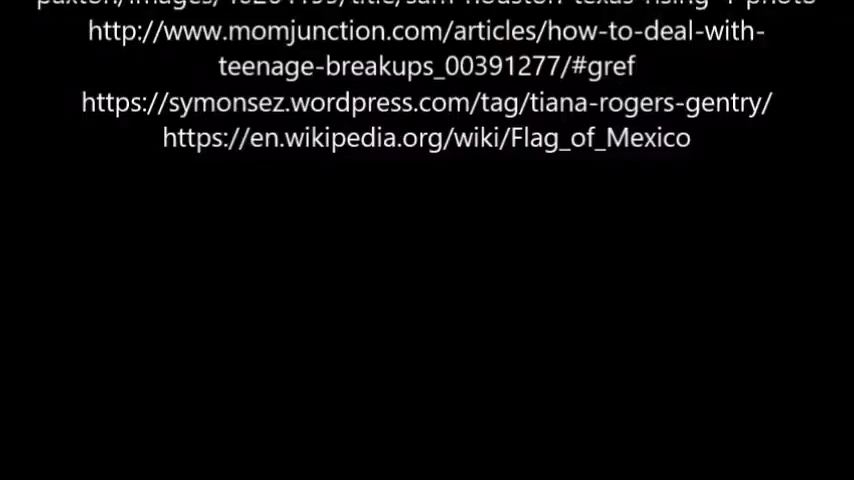 http://www.momjunction.com/articles/how-to-deal-with-
teenage-breakups_00391277/#gref
https://symonsez.wordpress.com/tag/tiana-rogers-gentry/
https://en.wikipedia.org/wiki/Flag_of_Mexico